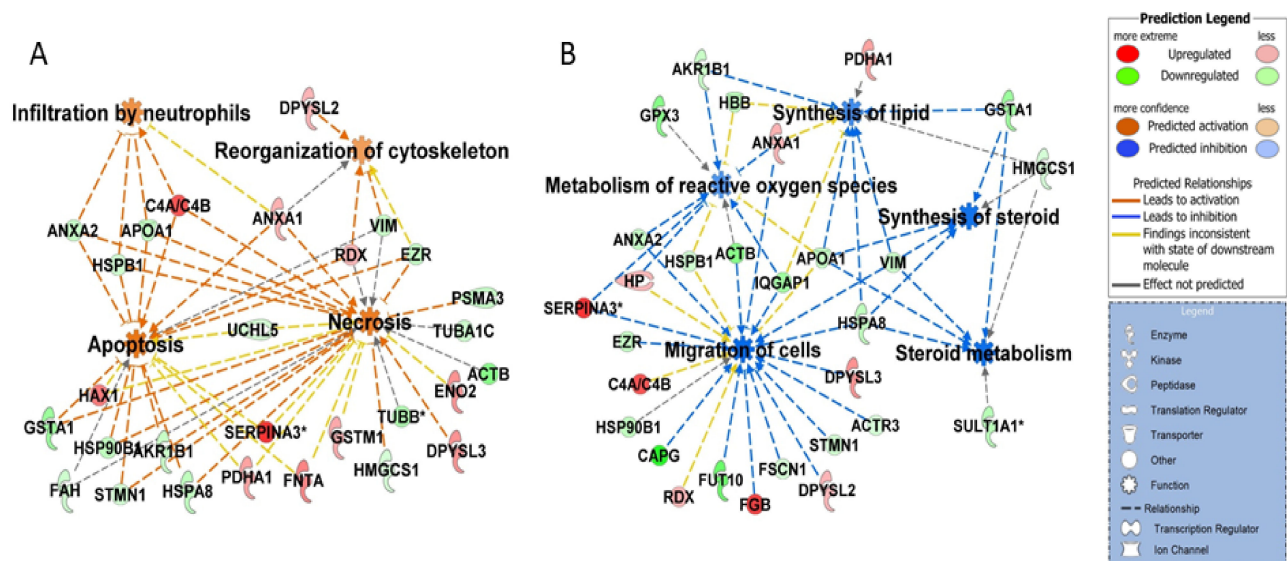 A
Infiltration by neutrophils
DPYSL2
Reorganization of cytoskeleton
C4A/C4B
ANXA1
VIM
ANXA2
APOA1
RDX
EZR
HSPB1
PSMA3
UCHL5
Necrosis
TUBA1C
Apoptosis
ACTB
HAX1
ENO2
GSTA1
TUBB*
SERPINA3*
HSP90B1
AKR1B1
GSTM1
DPYSL3
PDHA1
FNTA
HMGCS1
FAH
STMN1
HSPA8
B
PDHA1
AKR1B1
HBB
Synthesis of lipid
GSTA1
GPX3
ANXA1
HMGCS1
Metabolism of reactive oxygen species
Synthesis of steroid
ANXA2
HSPB1
ACTB
APOA1
VIM
HP
IQGAP1
SERPINA3*
HSPA8
EZR
Migration of cells
Steroid metabolism
C4A/C4B
DPYSL3
HSP90B1
ACTR3
SULT1A1*
CAPG
STMN1
FUT10
FSCN1
RDX
FGB
DPYSL2
Prediction Legend
more extreme less
Upregulated
Downregulated
more confidence less
Predicted activation
Predicted inhibition
Predicted Relationships
Leads to activation
Leads to inhibition
Findings inconsistent
with state of downstream
molecule
Effect not predicted
Legend
Enzyme
Kinase
Peptidase
Translation Regulator
Transporter
Other
Function
Relationship
Transcription Regulator
Ion Channel